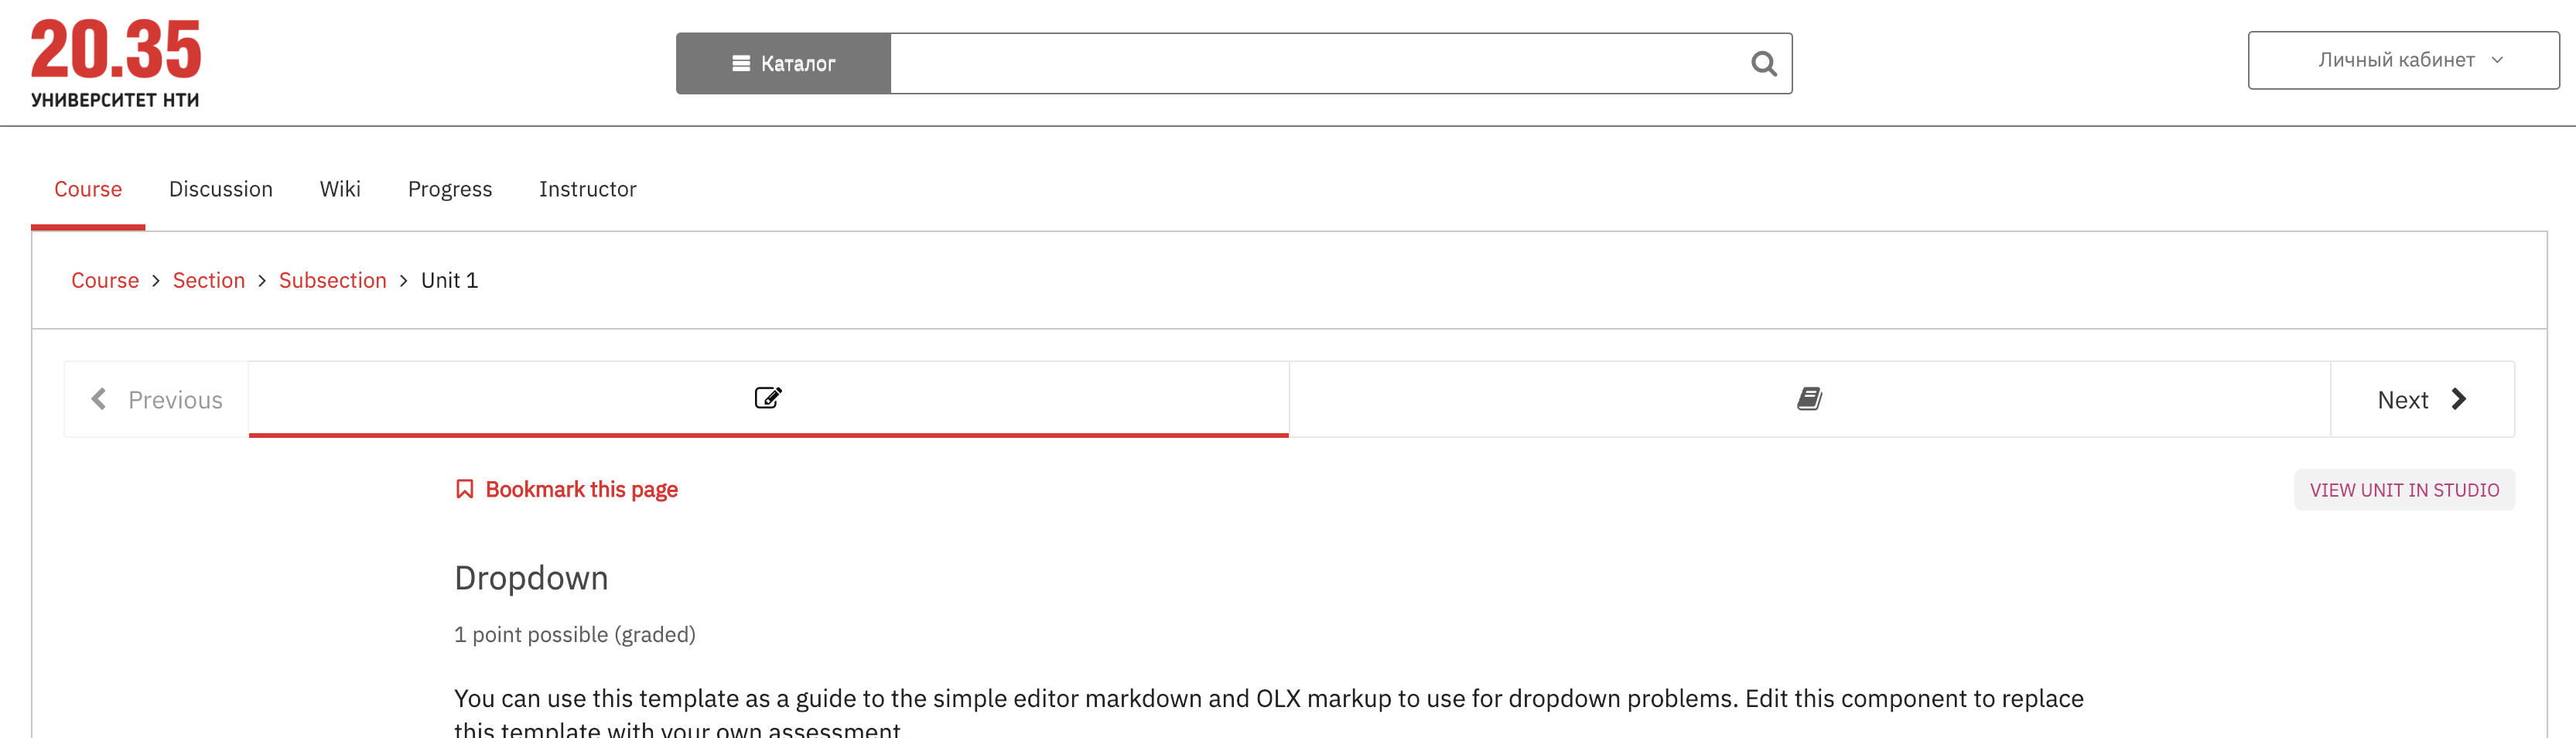 20.35
УНИВЕРСИТЕТ НТИ
Каталог
Личный кабинет
Course Discussion Wiki Progress Instructor
Course > Section > Subsection > Unit 1
Previous
Next
Bookmark this page
VIEW UNIT IN STUDIO
Dropdown
1 point possible (graded)
You can use this template as a guide to the simple editor markdown and OLX markup to use for dropdown problems. Edit this component to replace
this template with your own assessment